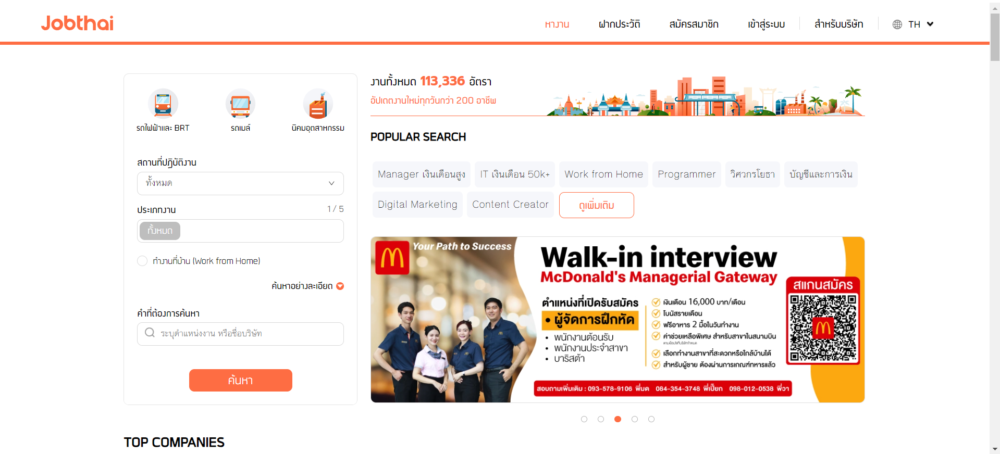 Jobthai
หางาน
ฝากประวัติ
สมัครสมาชิก
เข้าสู่ระบบ
สำหรับบริษัท
TH
รถไฟฟ้าและ BRT
รถเมล์
นิคมอุตสาหกรรม
สถานที่ปฏิบัติงาน
ทั้งหมด
ประเภทงาน
1 / 5
ทั้งหมด
ทำงานที่บ้าน (Work from Home)
ค้นหาอย่างละเอียด
คำที่ต้องการค้นหา
ระบุตำแหน่งงาน หรือชื่อบริษัท
ค้นหา
งานทั้งหมด 113,336 อัตรา
อัปเดตงานใหม่ทุกวันกว่า 200 อาชีพ
POPULAR SEARCH
Manager เงินเดือนสูง
IT เงินเดือน 50k+
Work from Home
Programmer
วิศวกรโยธา
บัญชีและการเงิน
Digital Marketing
Content Creator
ดูเพิ่มเติม
Your Path to Success
Walk-in interview
McDonald's Managerial Gateway
ตำแหน่งที่เปิดรับสมัคร
• ผู้จัดการฝึกหัด
• พนักงานต้อนรับ
• พนักงานประจำสาขา
• บาริสต้า
เงินเดือน 16,000 บาท/เดือน
โบนัสรายเดือน
ฟรีอาหาร 2 มื้อในวันทำงาน
ค่าช่วยเหลือพิเศษ สำหรับสาขาในสนามบิน
ตามเงื่อนไขที่บริษัทกำหนด
เลือกทำงานสาขาที่สะดวกหรือใกล้บ้านได้
สำหรับผู้ชาย ต้องผ่านการเกณฑ์ทหารแล้ว
สแกนสมัคร
สอบถามเพิ่มเติม : 093-578-9106 พี่มด 084-354-3748 พี่เปี๊ยก 098-012-0538 พี่วา
TOP COMPANIES